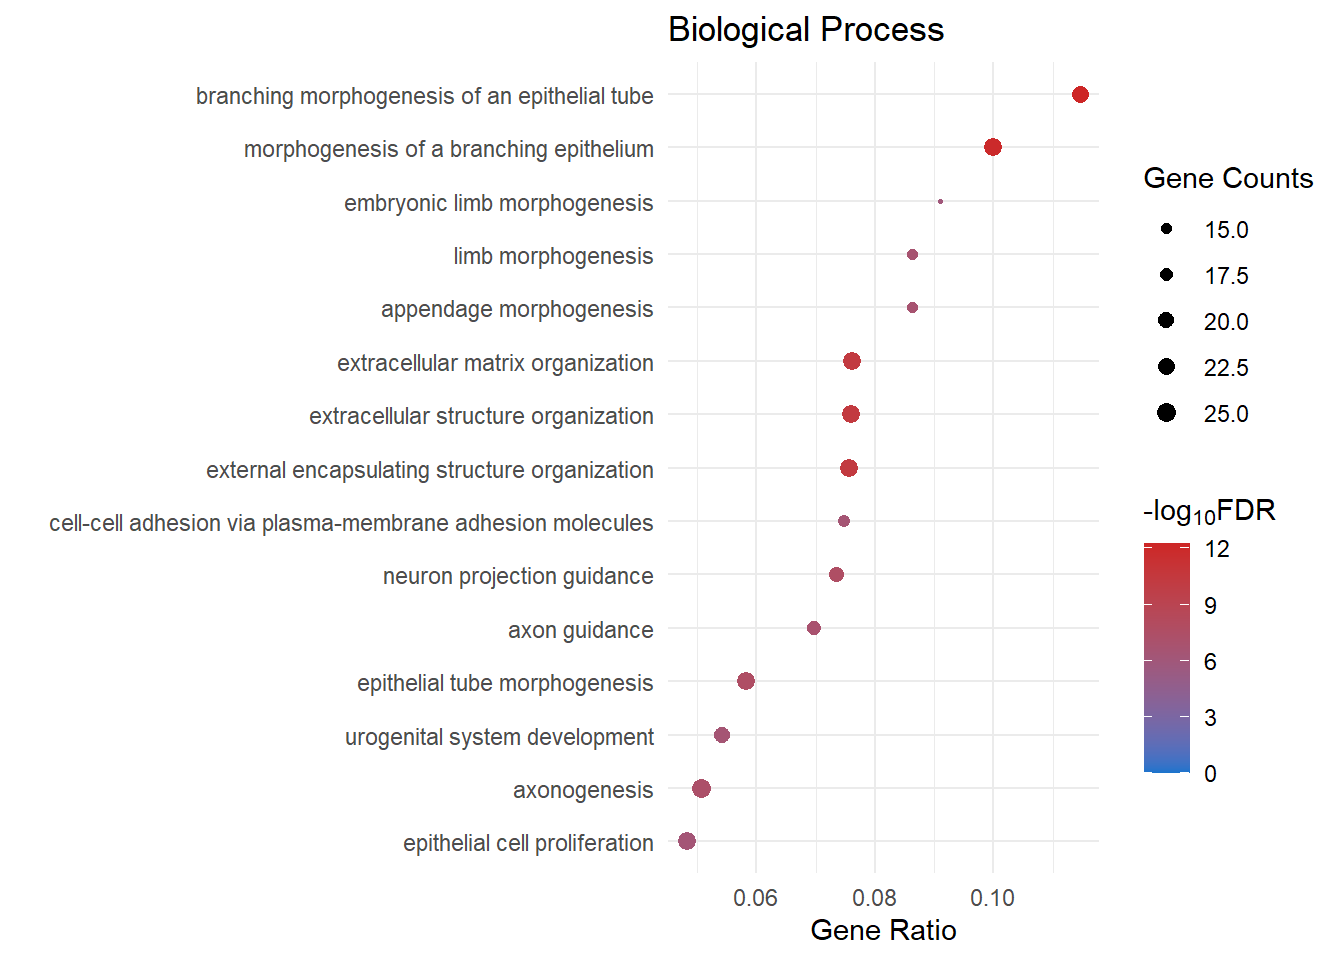 Biological Process
branching morphogenesis of an epithelial tube
morphogenesis of a branching epithelium
embryonic limb morphogenesis
limb morphogenesis
appendage morphogenesis
extracellular matrix organization
extracellular structure organization
external encapsulating structure organization
cell-cell adhesion via plasma-membrane adhesion molecules
neuron projection guidance
axon guidance
epithelial tube morphogenesis
urogenital system development
axonogenesis
epithelial cell proliferation
0.06 0.08 0.10
Gene Ratio
Gene Counts
15.0
17.5
20.0
22.5
25.0
-log₁₀FDR
12
9
6
3
0